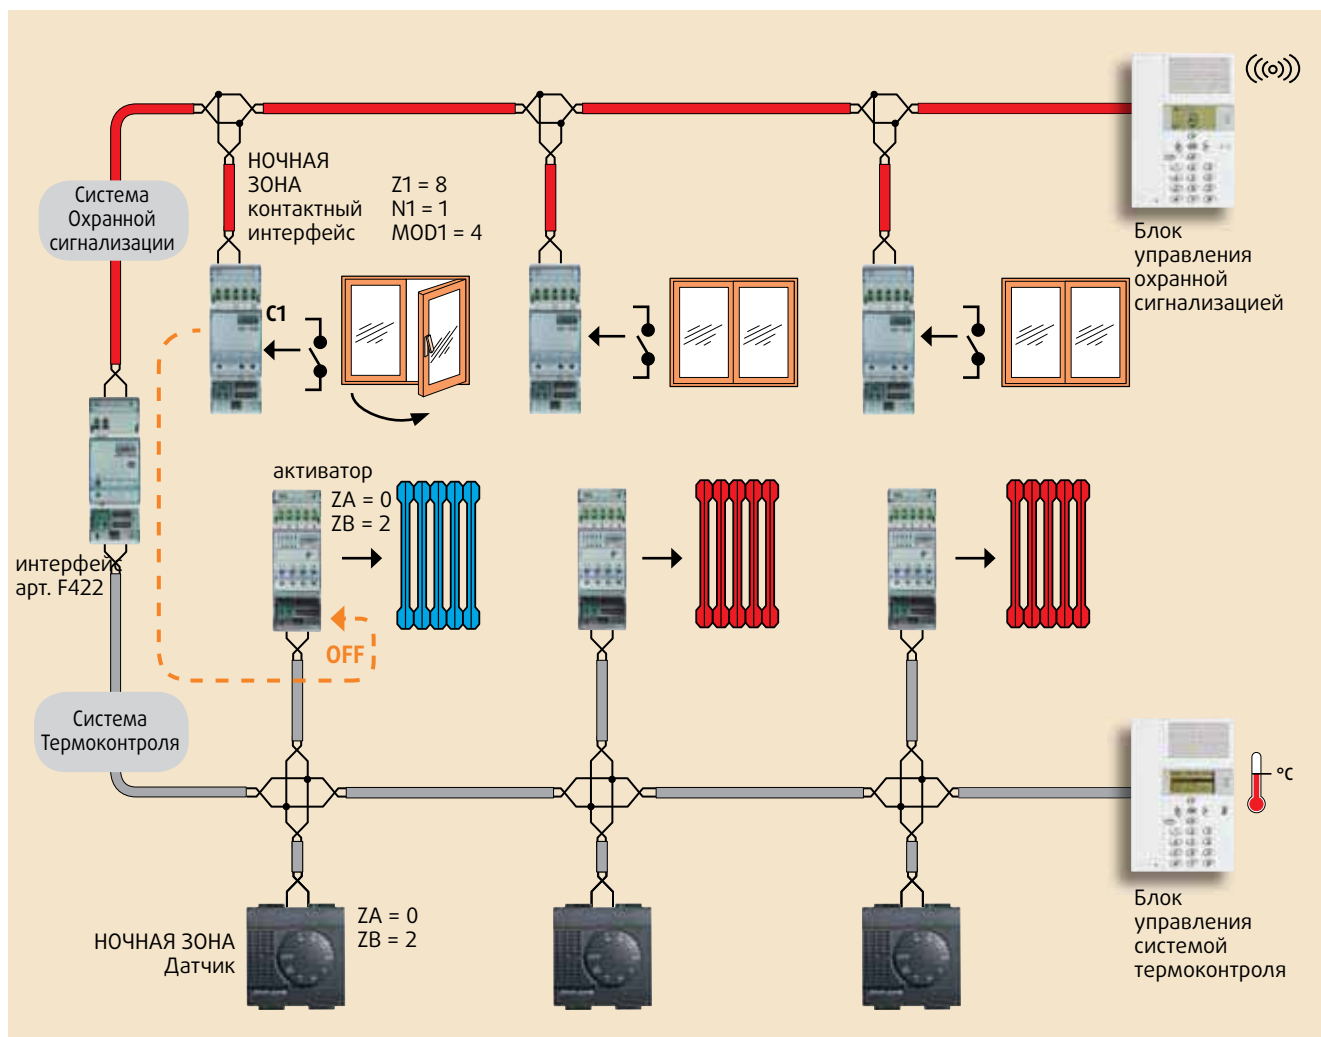 НОЧНАЯ
ЗОНА
контактный
интерфейс
Z1 = 8
N1 = 1
MOD1 = 4
Система
Охранной
сигнализации
Блок
управления
охранной
сигнализацией
C1
активатор
ZA = 0
ZB = 2
интерфейс
арт. F422
OFF
Система
Термоконтроля
°C
НОЧНАЯ ЗОНА
Датчик
ZA = 0
ZB = 2
Блок
управления
системой
термоконтроля